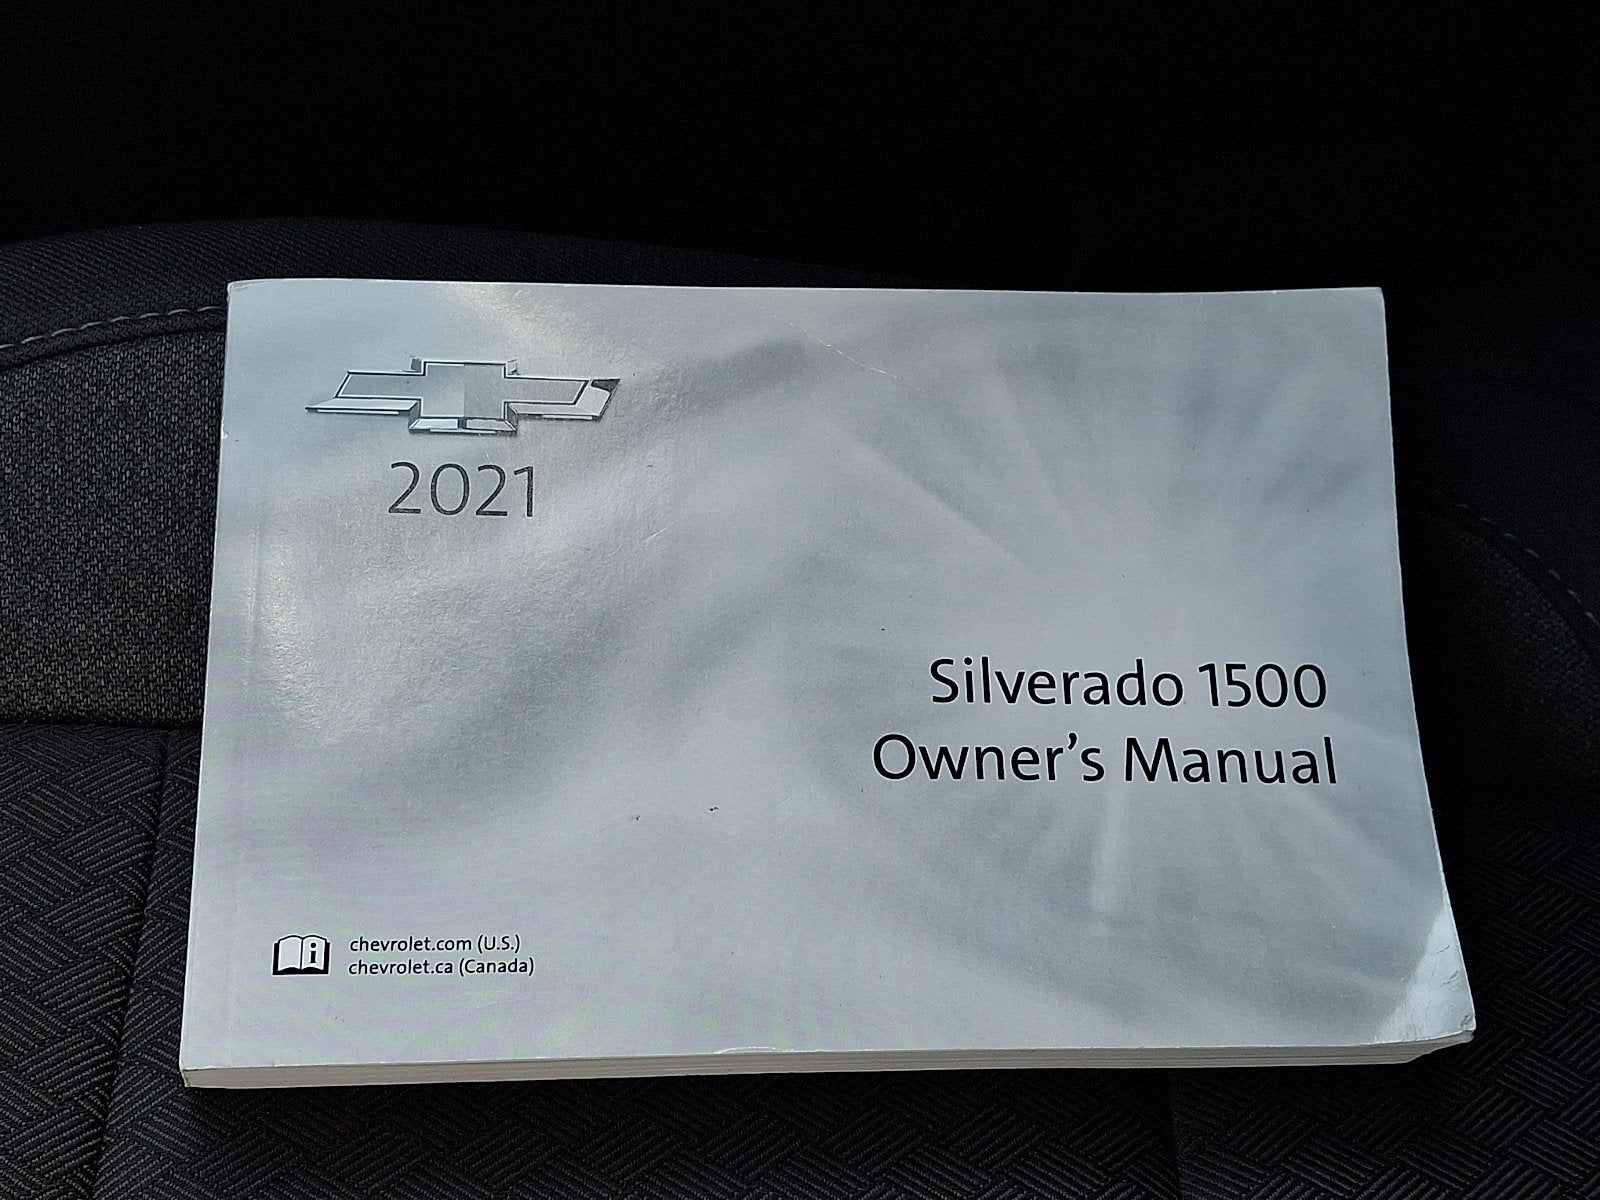 2021
Silverado 1500
Owner's Manual
chevrolet.com (U.S.)
chevrolet.ca (Canada)